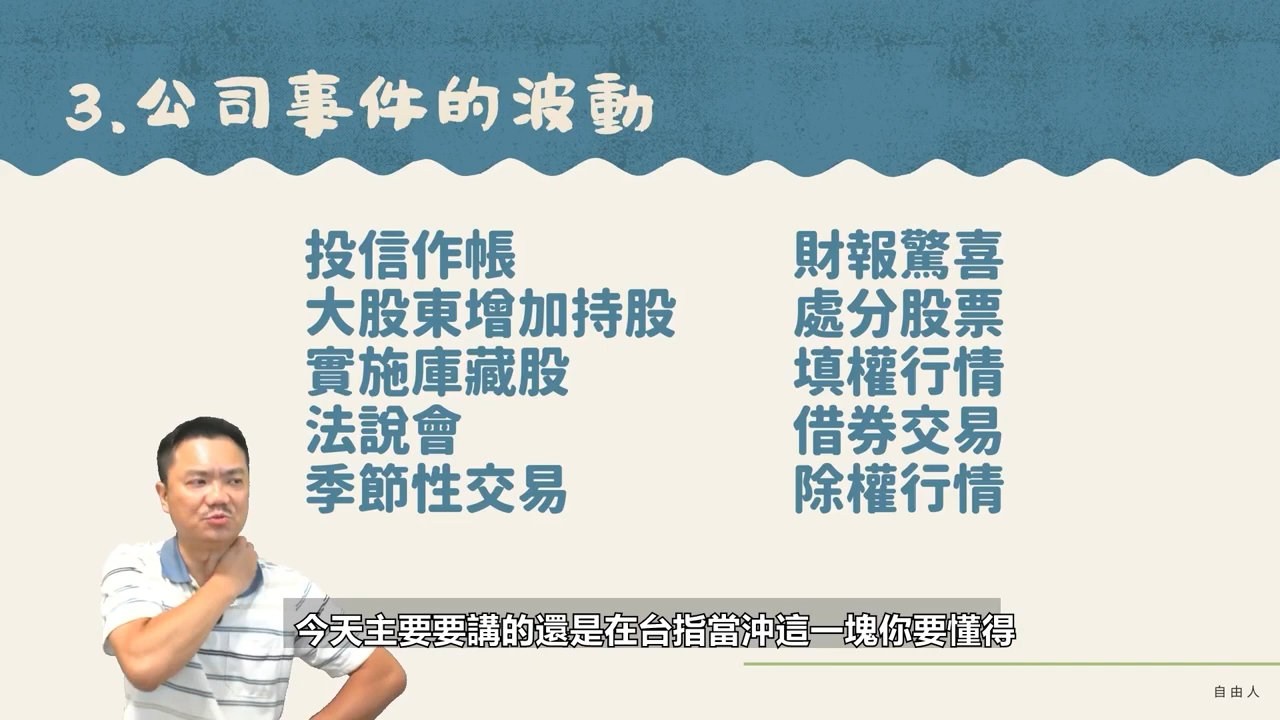 3.公司事件的波動
投信作帳
大股東增加持股
實施庫藏股
法說會
季節性交易
財報驚喜
處分股票
填權行情
借券交易
除權行情
今天主要要講的還是在台指當沖這一塊你要懂得
自由人